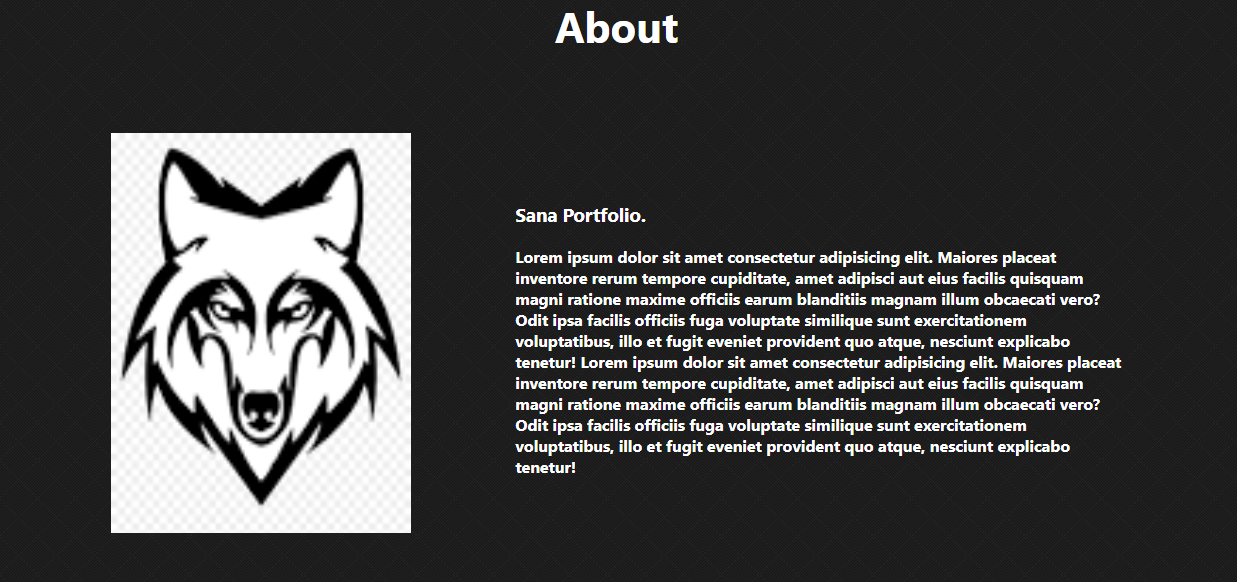 About
Sana Portfolio.
Lorem ipsum dolor sit amet consectetur adipisicing elit. Maiores placeat
inventore rerum tempore cupiditate, amet adipisci aut eius facilis quisquam
magni ratione maxime officiis earum blanditiis magnam illum obcaecati vero?
Odit ipsa facilis officiis fuga voluptate similique sunt exercitationem
voluptatibus, illo et fugit eveniet provident quo atque, nesciunt explicabo
tenetur! Lorem ipsum dolor sit amet consectetur adipisicing elit. Maiores placeat
inventore rerum tempore cupiditate, amet adipisci aut eius facilis quisquam
magni ratione maxime officiis earum blanditiis magnam illum obcaecati vero?
Odit ipsa facilis officiis fuga voluptate similique sunt exercitationem
voluptatibus, illo et fugit eveniet provident quo atque, nesciunt explicabo
tenetur!